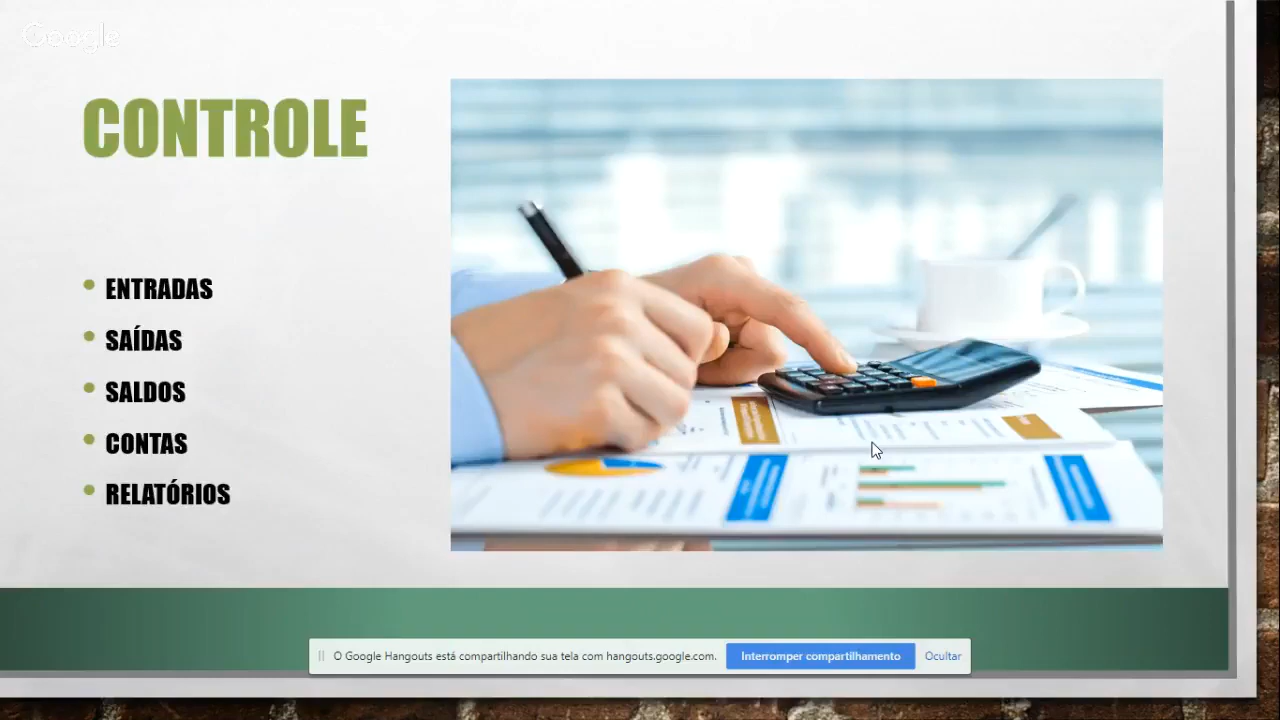 Google
CONTROLE
• ENTRADAS
• SAÍDAS
• SALDOS
• CONTAS
• RELATÓRIOS
O Google Hangouts está compartilhando sua tela com hangouts.google.com.
Interromper compartilhamento
Ocultar